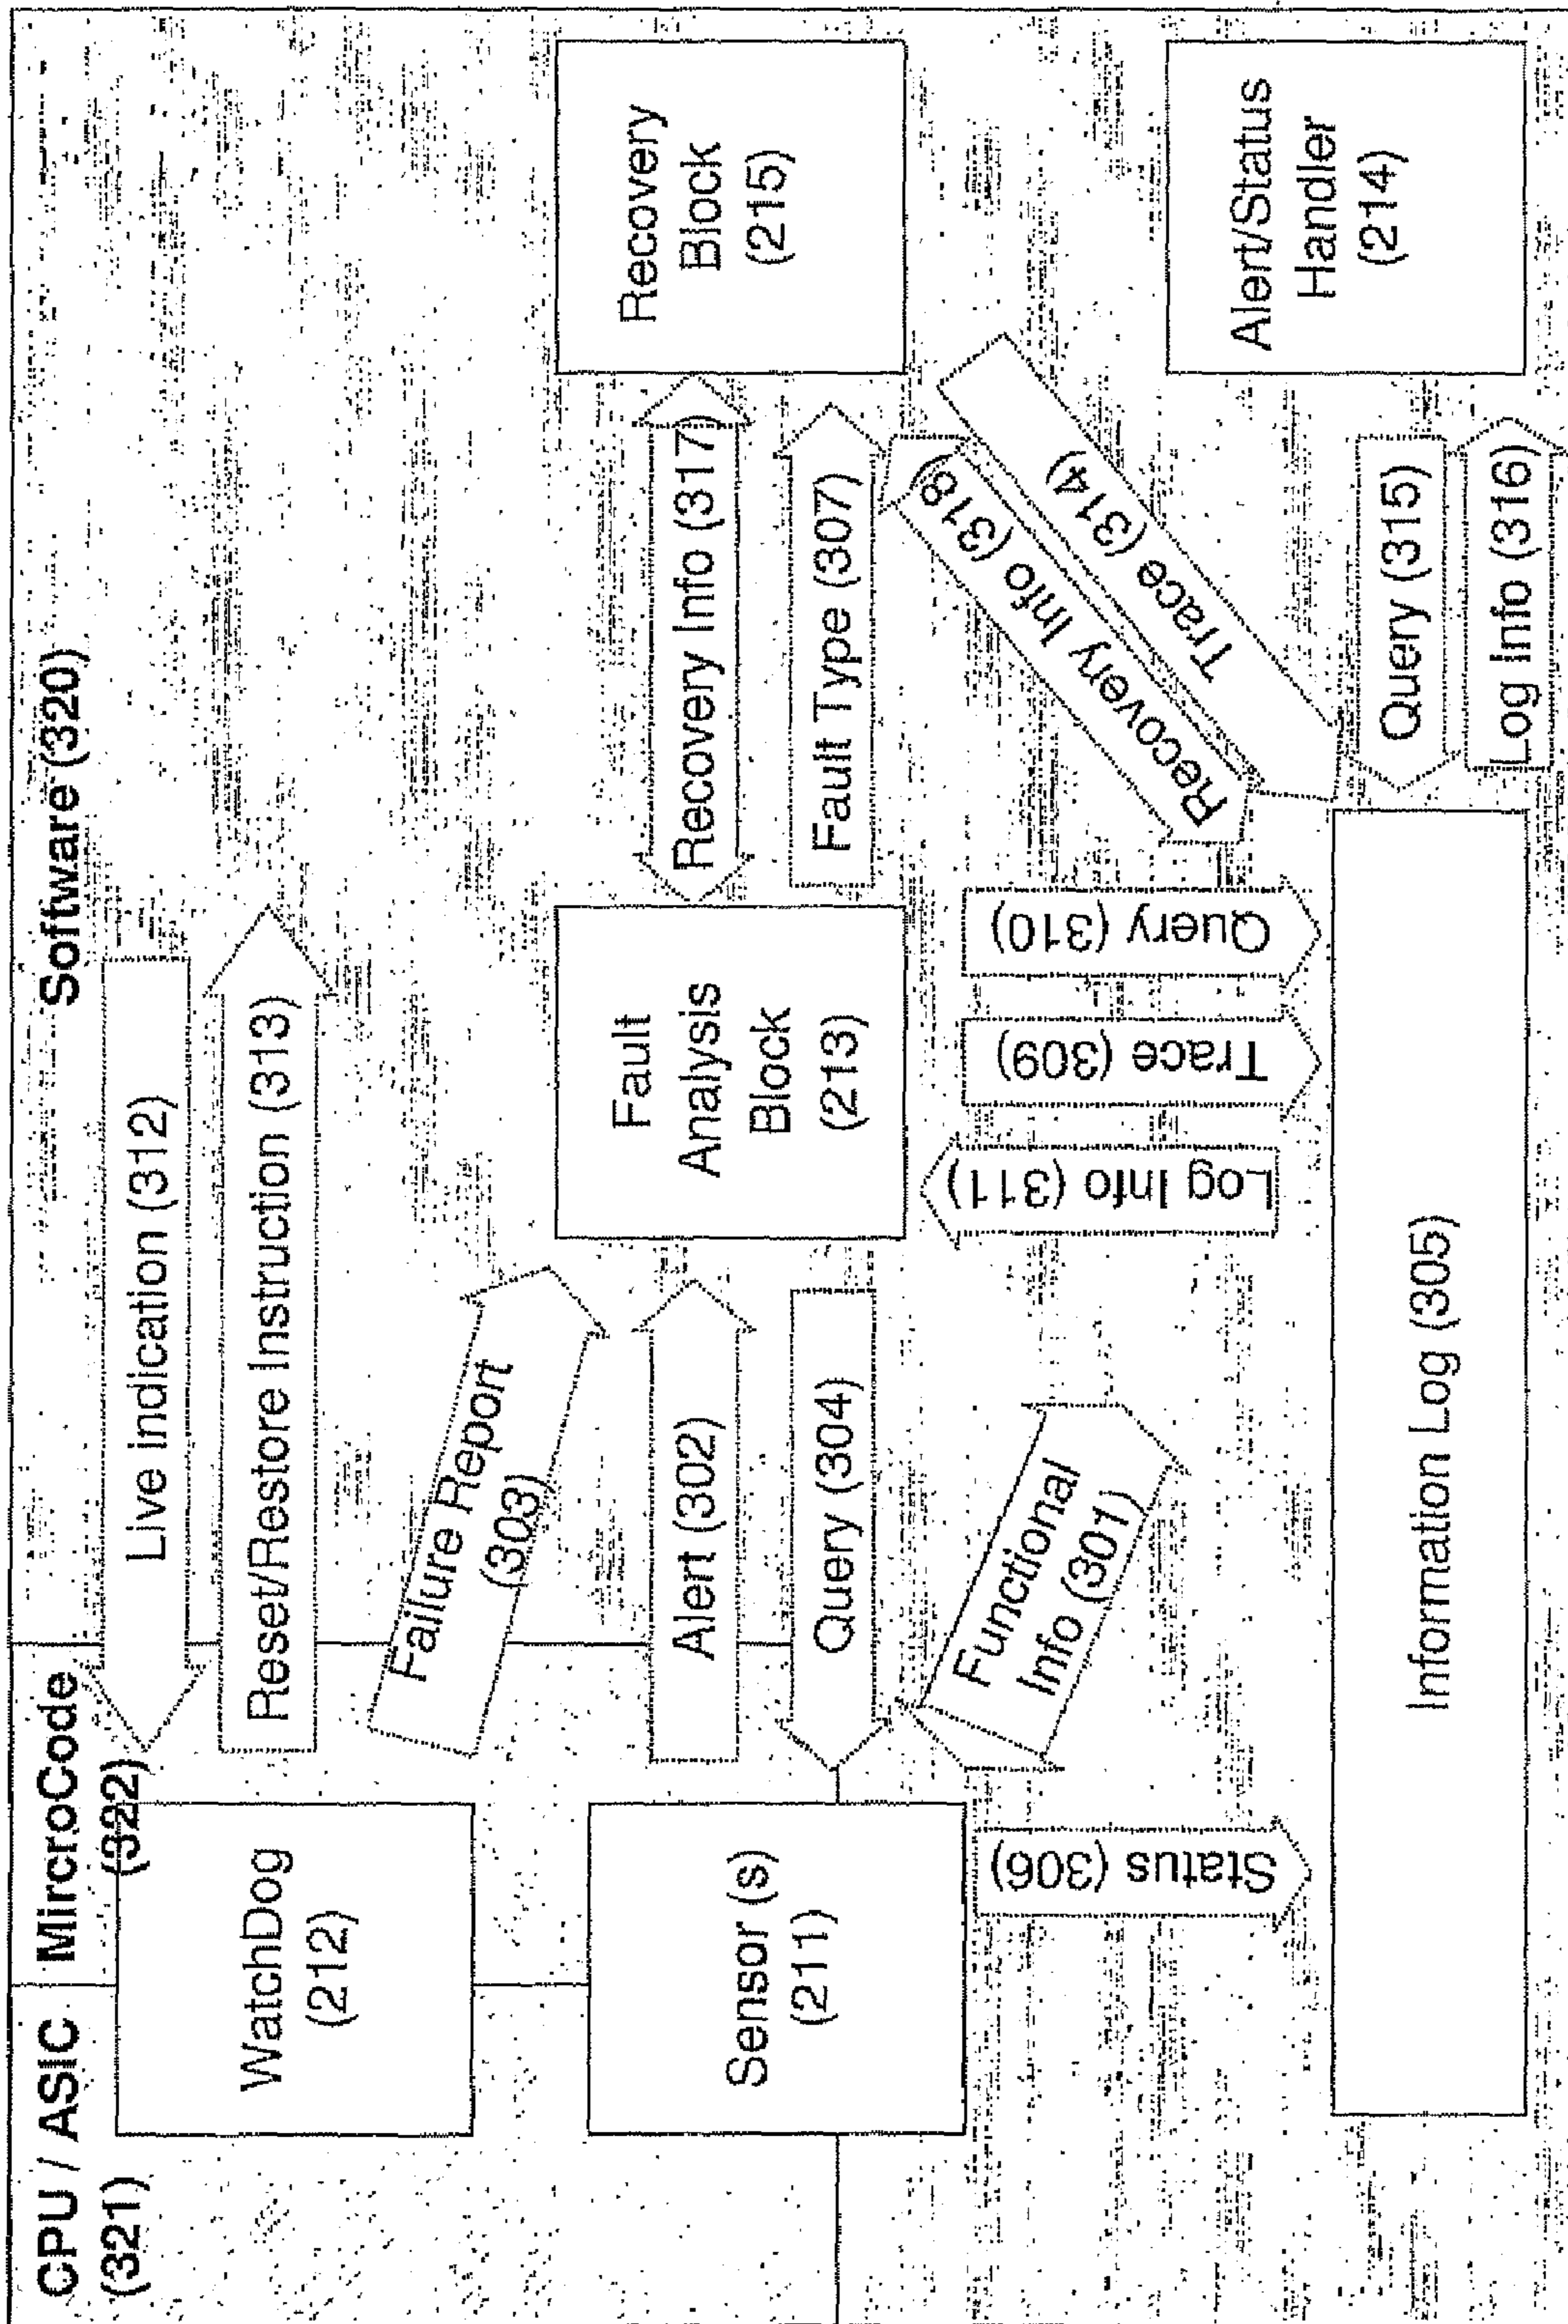 CPU / ASIC
(321)
MircroCode
(322)
Software (320)
Live indication (312)
Reset/Restore Instruction (313)
WatchDog
(212)
Failure Report
(303)
Sensor (s)
(211)
Alert (302)
Query (304)
Fault
Analysis
Block
(213)
Recovery Info (317)
Fault Type (307)
Recovery
Block
(215)
Status (306)
Functional
Info (301)
Log Info (311)
Trace (309)
Query (310)
Recovery Info (318)
Trace (314)
Information Log (305)
Query (315)
Log Info (316)
Alert/Status
Handler
(214)